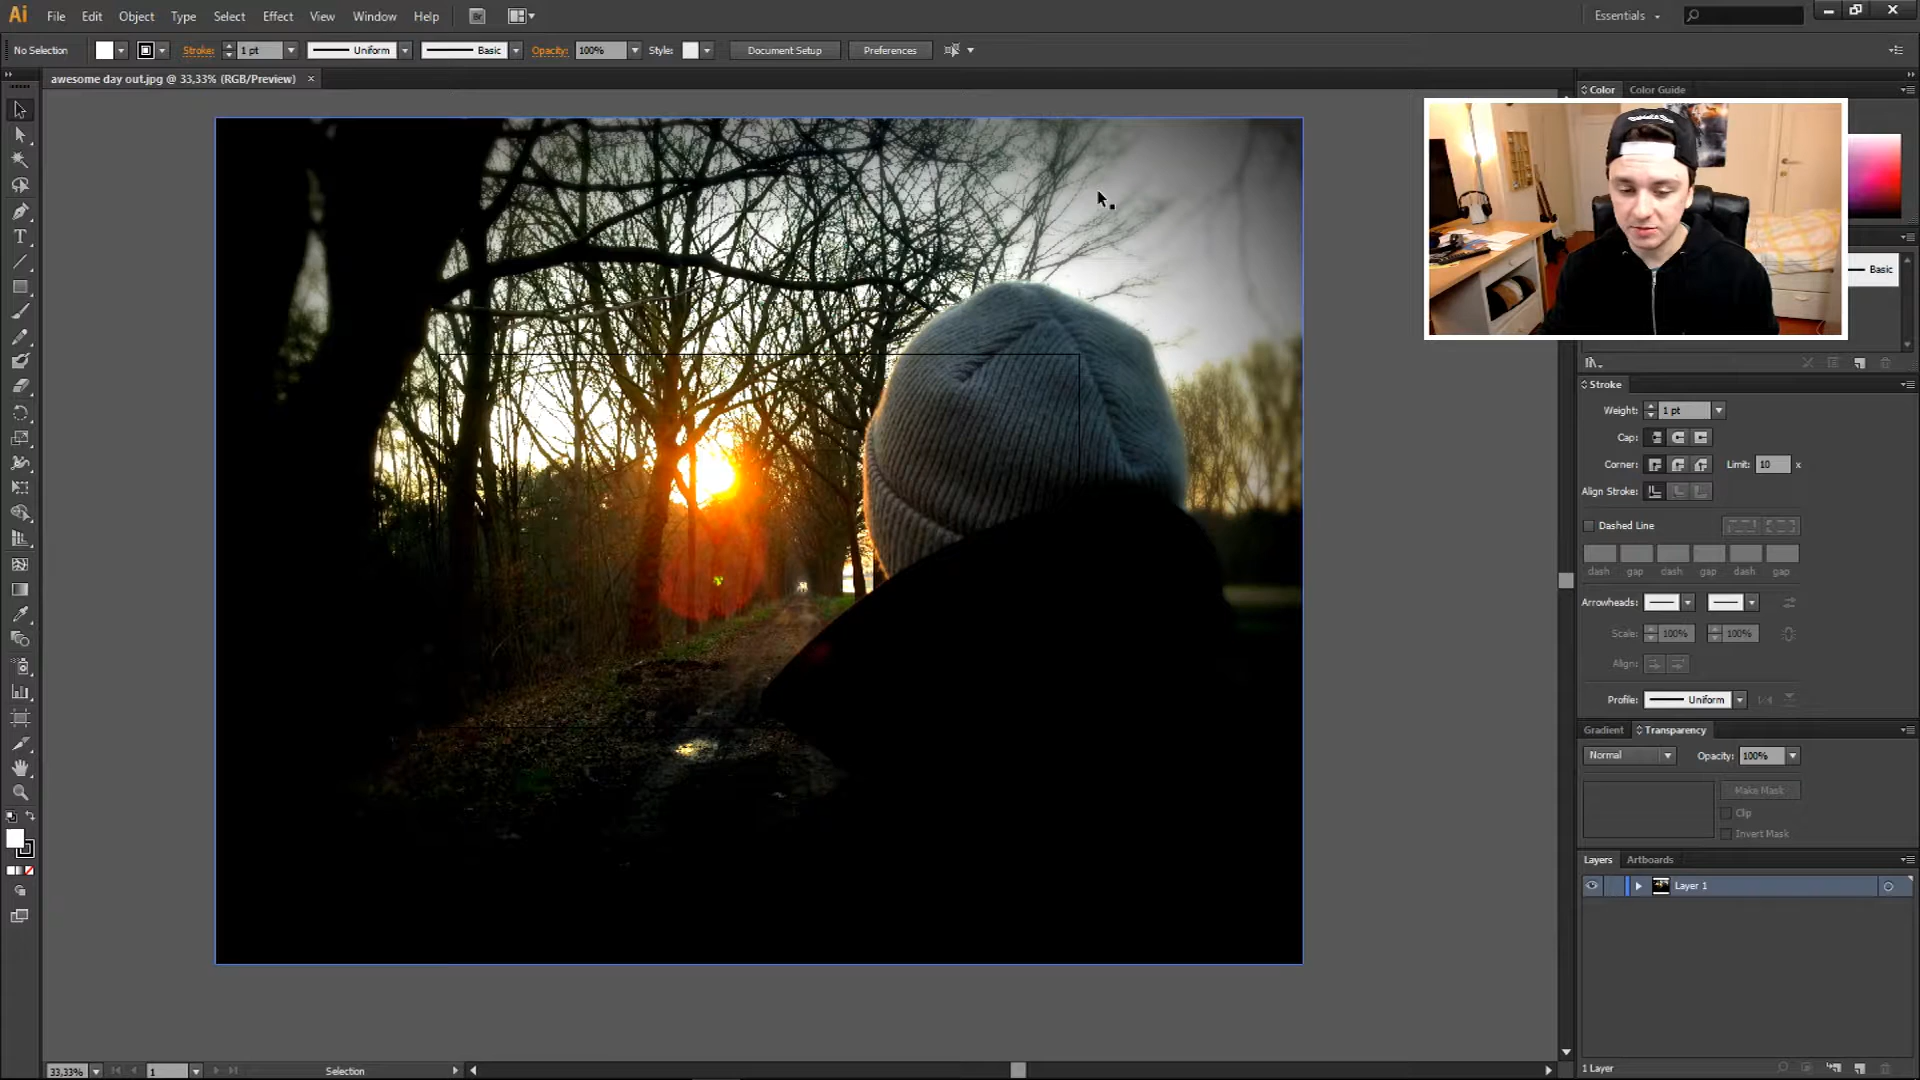 Ai File Edit Object Type Select Effect View Window Help Br Essentials
No Selection Stroke: 1 pt Uniform Basic Opacity: 100% Style: Document Setup Preferences
awesome day out.jpg @ 33,33% (RGB/Preview) ×
Color Color Guide
Basic
Stroke
Weight: 1 pt
Cap:
Corner: Limit: 10 x
Align Stroke:
Dashed Line
dash gap dash gap dash gap
Arrowheads:
Scale: 100% 100%
Align:
Profile: Uniform
Gradient Transparency
Normal Opacity: 100%
Make Mask
Clip
Invert Mask
Layers Artboards
Layer 1
33,33% 1 Selection 1 Layer